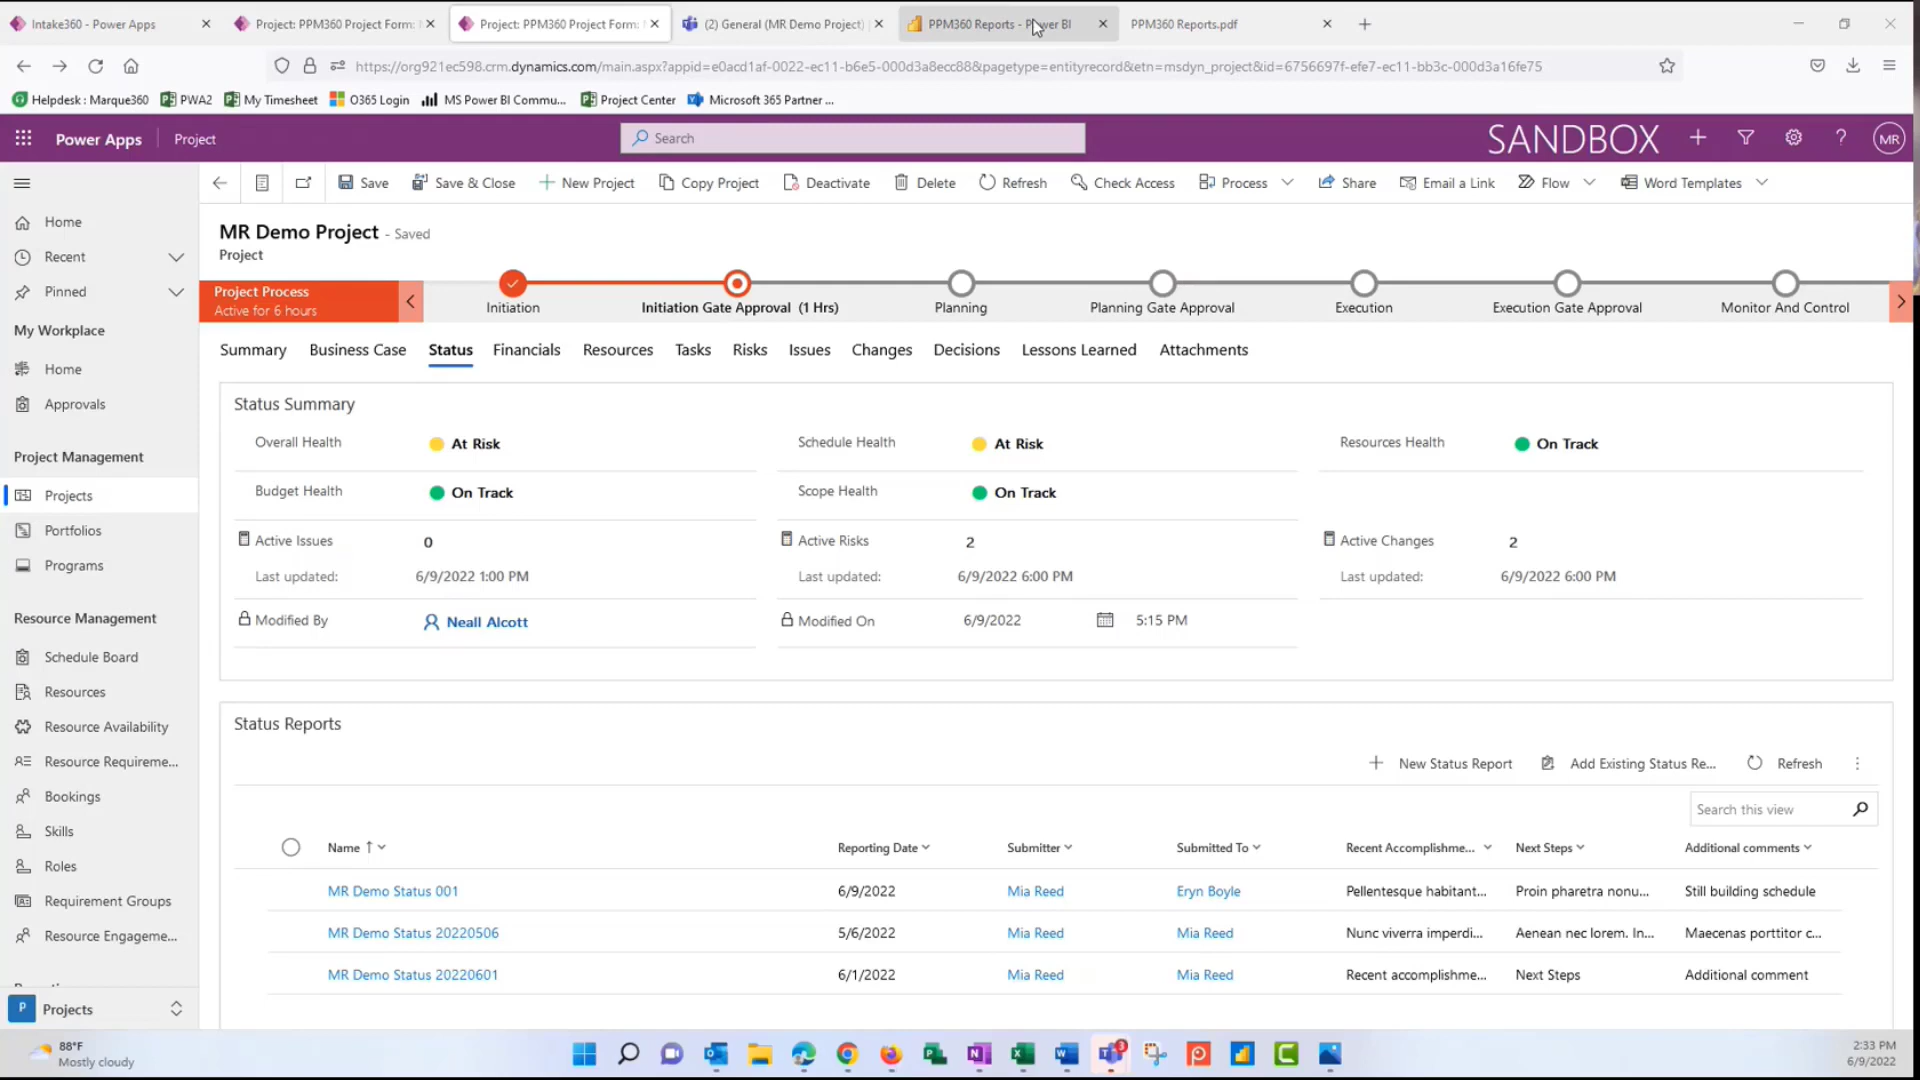 Intake360 - Power Apps
Project: PPM360 Project Form:
Project: PPM360 Project Form:
(2) General (MR Demo Project)
PPM360 Reports - Power BI
PPM360 Reports.pdf
https://org921ec598.crm.dynamics.com/main.aspx?appid=e0acd1af-0022-ec11-b6e5-000d3a8ecc88&pagetype=entityrecord&etn=msdyn_project&id=6756697f-efe7-ec11-bb3c-000d3a16fe75
Helpdesk : Marque360
PWA2
My Timesheet
O365 Login
MS Power BI Commu...
Project Center
Microsoft 365 Partner ...
Power Apps
Project
Search
SANDBOX
MR
Save
Save & Close
New Project
Copy Project
Deactivate
Delete
Refresh
Check Access
Process
Share
Email a Link
Flow
Word Templates
Home
Recent
Pinned
My Workplace
Home
Approvals
Project Management
Projects
Portfolios
Programs
Resource Management
Schedule Board
Resources
Resource Availability
Resource Requireme...
Bookings
Skills
Roles
Requirement Groups
Resource Engageme...
P
Projects
MR Demo Project - Saved
Project
Project Process
Active for 6 hours
Initiation
Initiation Gate Approval (1 Hrs)
Planning
Planning Gate Approval
Execution
Execution Gate Approval
Monitor And Control
Summary
Business Case
Status
Financials
Resources
Tasks
Risks
Issues
Changes
Decisions
Lessons Learned
Attachments
Status Summary
Overall Health
At Risk
Schedule Health
At Risk
Resources Health
On Track
Budget Health
On Track
Scope Health
On Track
Active Issues
0
Active Risks
2
Active Changes
2
Last updated:
6/9/2022 1:00 PM
Last updated:
6/9/2022 6:00 PM
Last updated:
6/9/2022 6:00 PM
Modified By
Neall Alcott
Modified On
6/9/2022
5:15 PM
Status Reports
New Status Report
Add Existing Status Re...
Refresh
Search this view
Name
Reporting Date
Submitter
Submitted To
Recent Accomplishme...
Next Steps
Additional comments
MR Demo Status 001
6/9/2022
Mia Reed
Eryn Boyle
Pellentesque habitant...
Proin pharetra nonu...
Still building schedule
MR Demo Status 20220506
5/6/2022
Mia Reed
Mia Reed
Nunc viverra imperdi...
Aenean nec lorem. In...
Maecenas porttitor c...
MR Demo Status 20220601
6/1/2022
Mia Reed
Mia Reed
Recent accomplishme...
Next Steps
Additional comment
88°F
Mostly cloudy
3
2:33 PM
6/9/2022